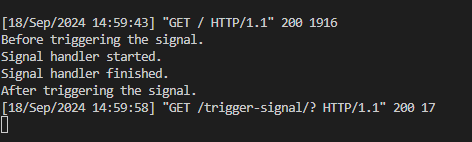 [18/Sep/2024 14:59:43] "GET / HTTP/1.1" 200 1916
Before triggering the signal.
Signal handler started.
Signal handler finished.
After triggering the signal.
[18/Sep/2024 14:59:58] "GET /trigger-signal/? HTTP/1.1" 200 17